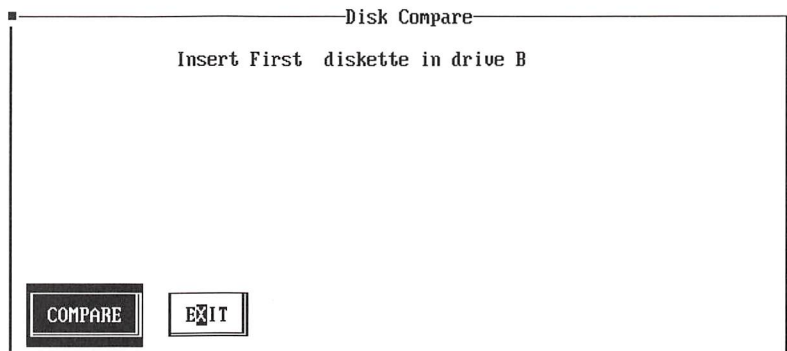 Disk Compare
Insert First  diskette in drive B
COMPARE
EXIT